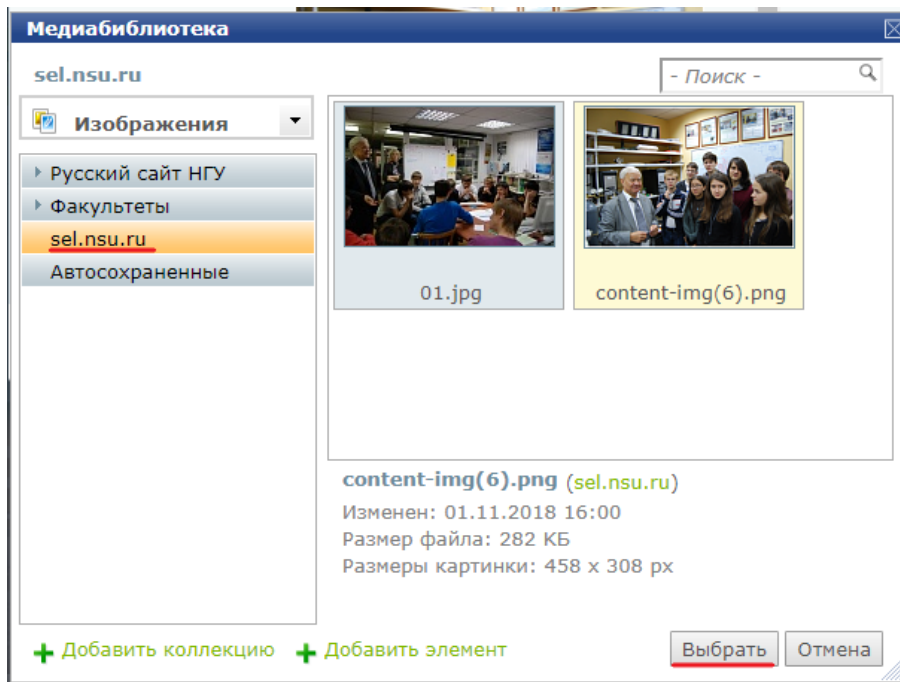 Медиабиблиотека
sel.nsu.ru
- Поиск -
Изображения
Русский сайт НГУ
Факультеты
sel.nsu.ru
Автосохраненные
01.jpg
content-img(6).png
content-img(6).png (sel.nsu.ru)
Изменен: 01.11.2018 16:00
Размер файла: 282 КБ
Размеры картинки: 458 x 308 px
Добавить коллекцию
Добавить элемент
Выбрать
Отмена